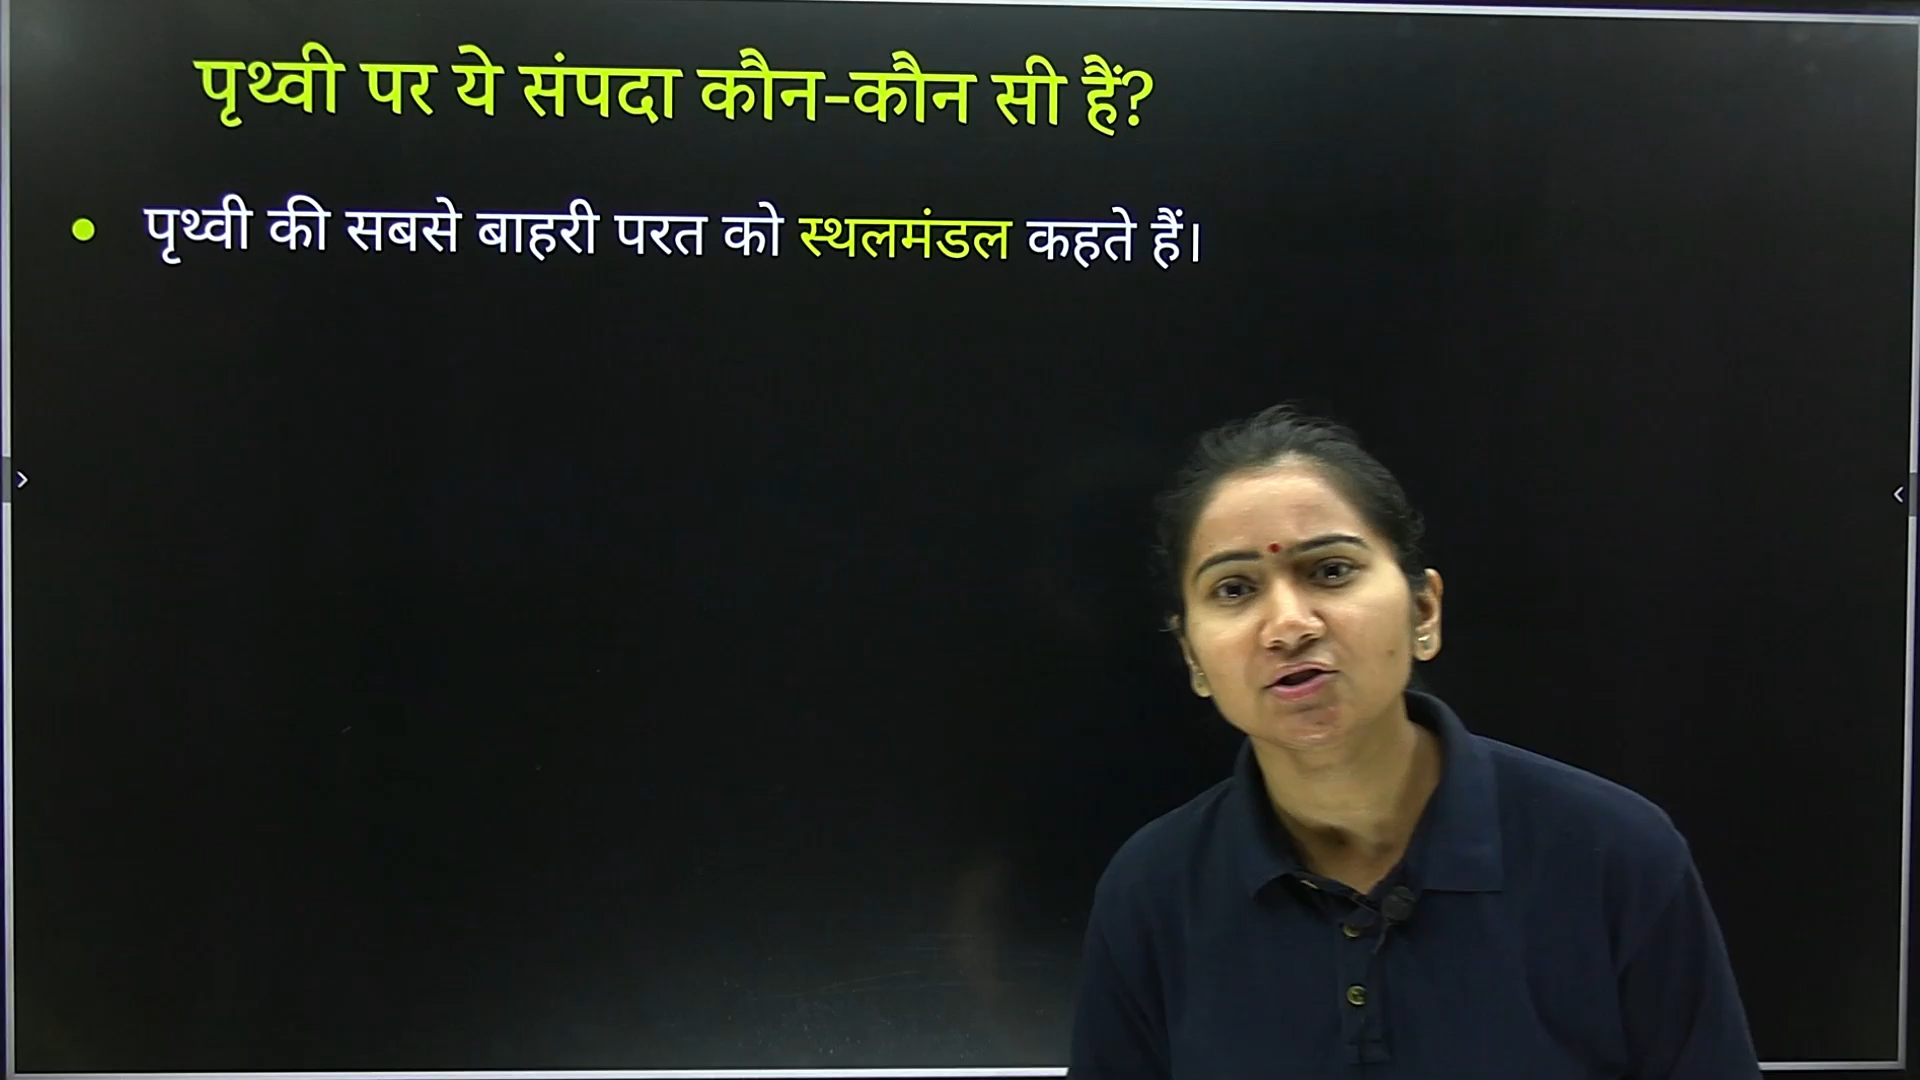 पृथ्वी पर ये संपदा कौन-कौन सी हैं?
• पृथ्वी की सबसे बाहरी परत को स्थलमंडल कहते हैं।